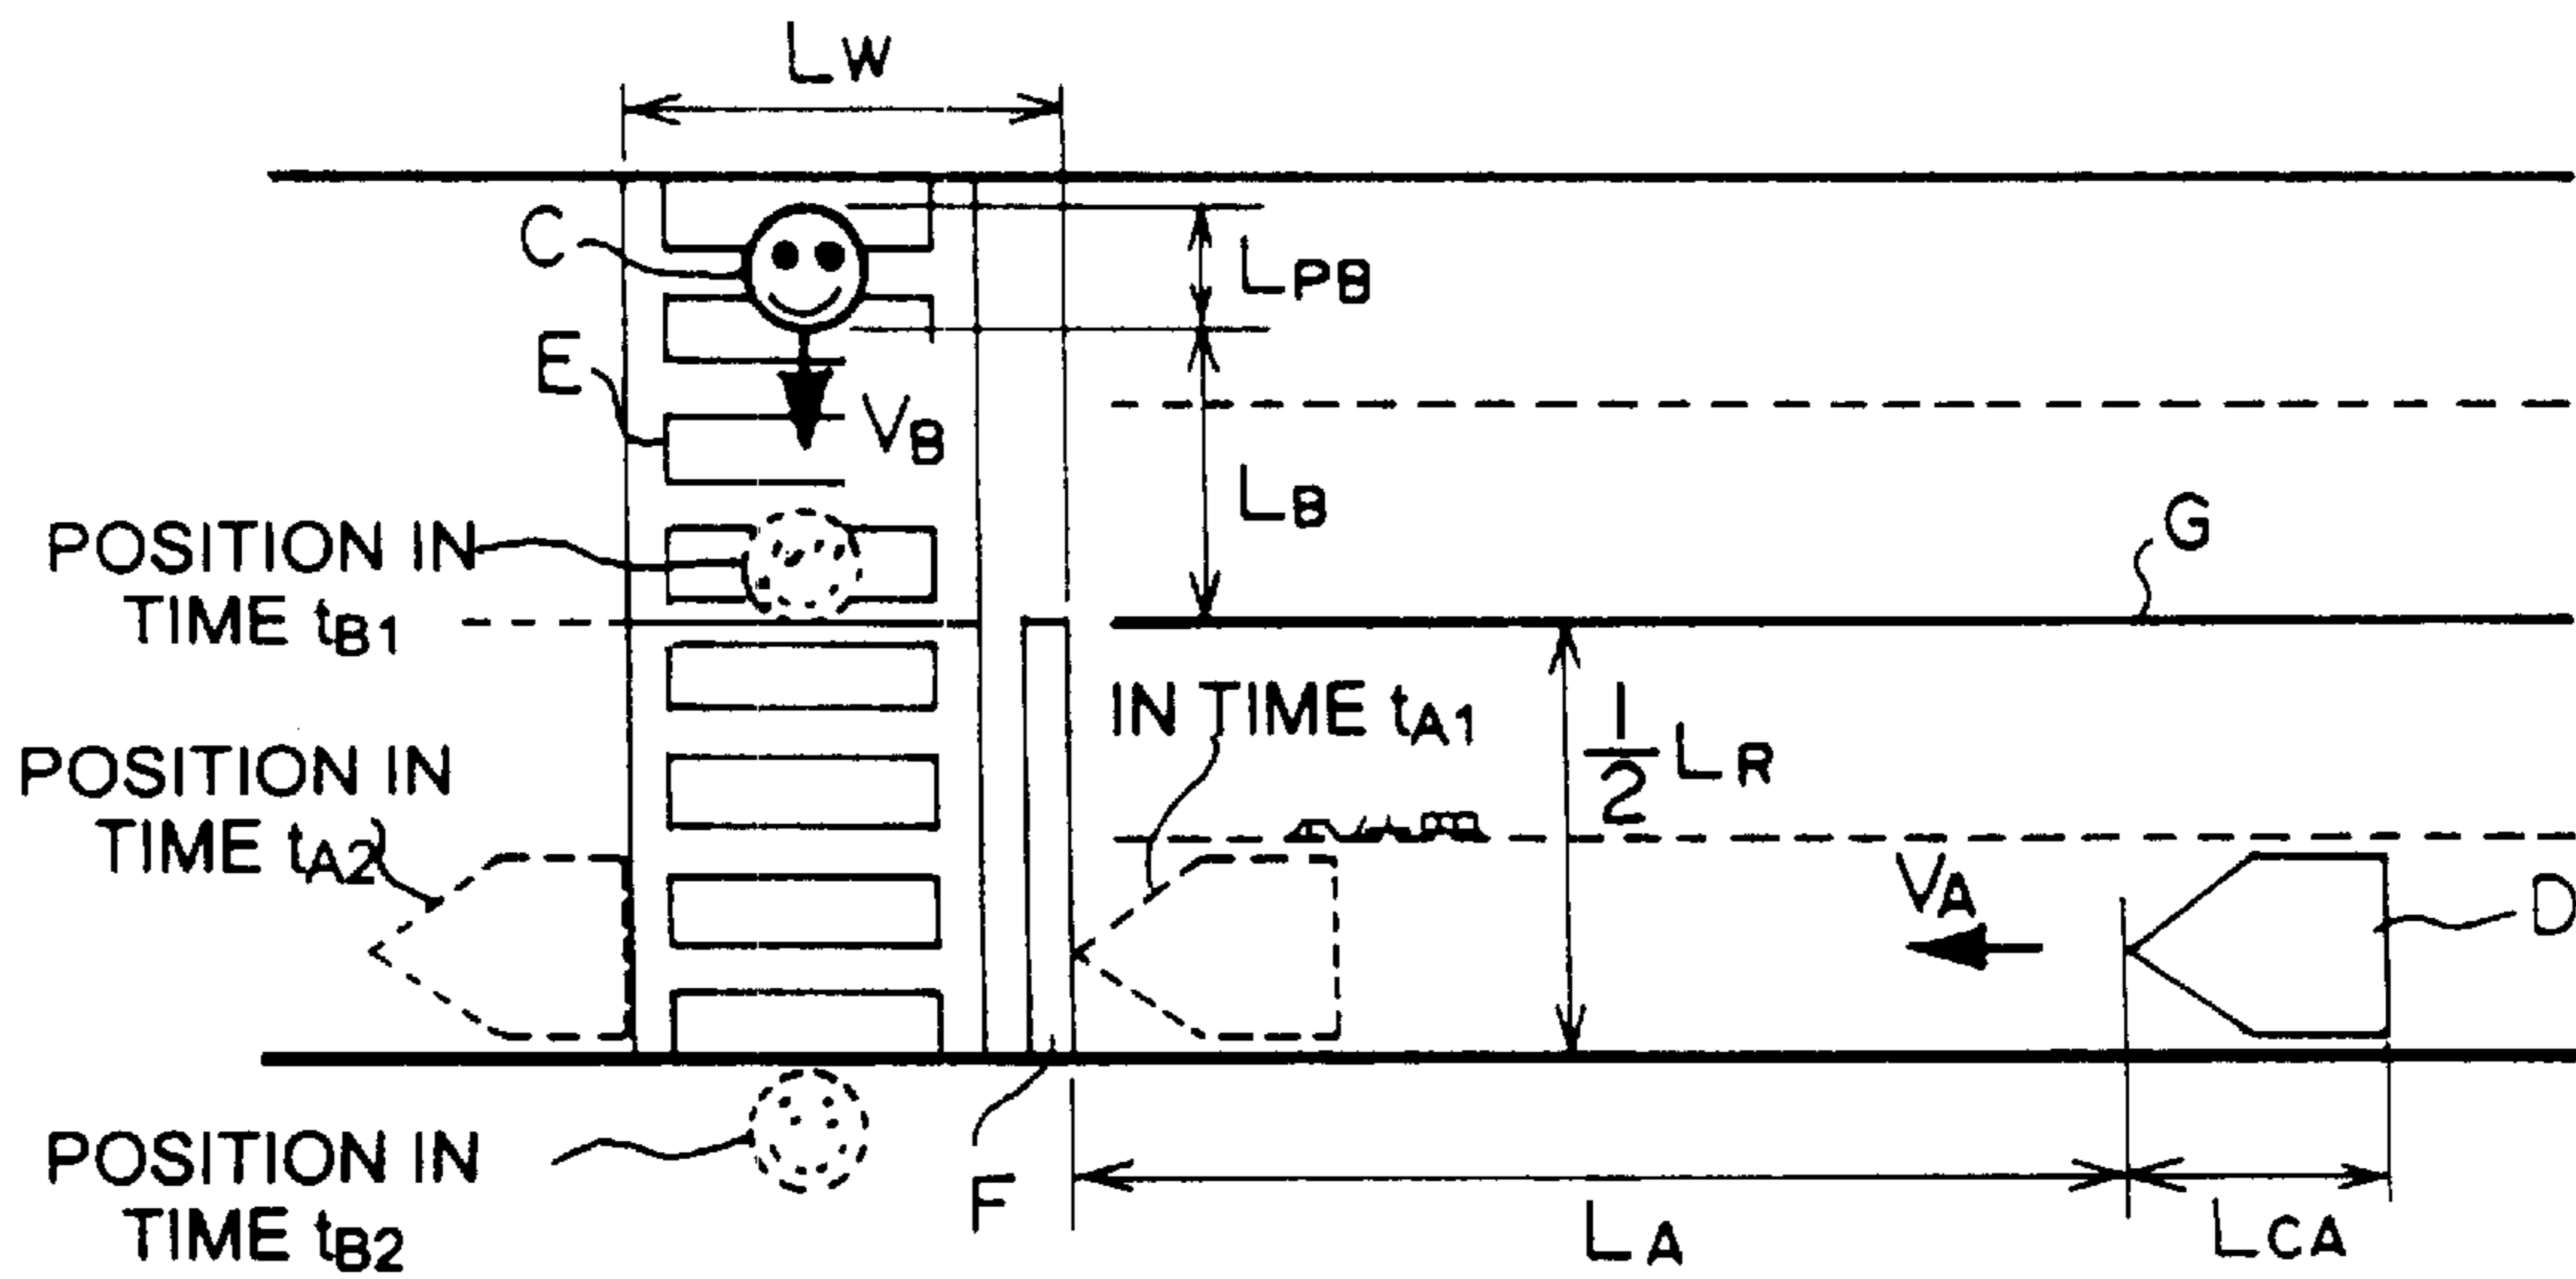 LW
C
LPB
E
VB
LB
POSITION IN
TIME tB1
G
IN TIME tA1
1/2 LR
POSITION IN
TIME tA2
VA
D
POSITION IN
TIME tB2
F
LA
LCA